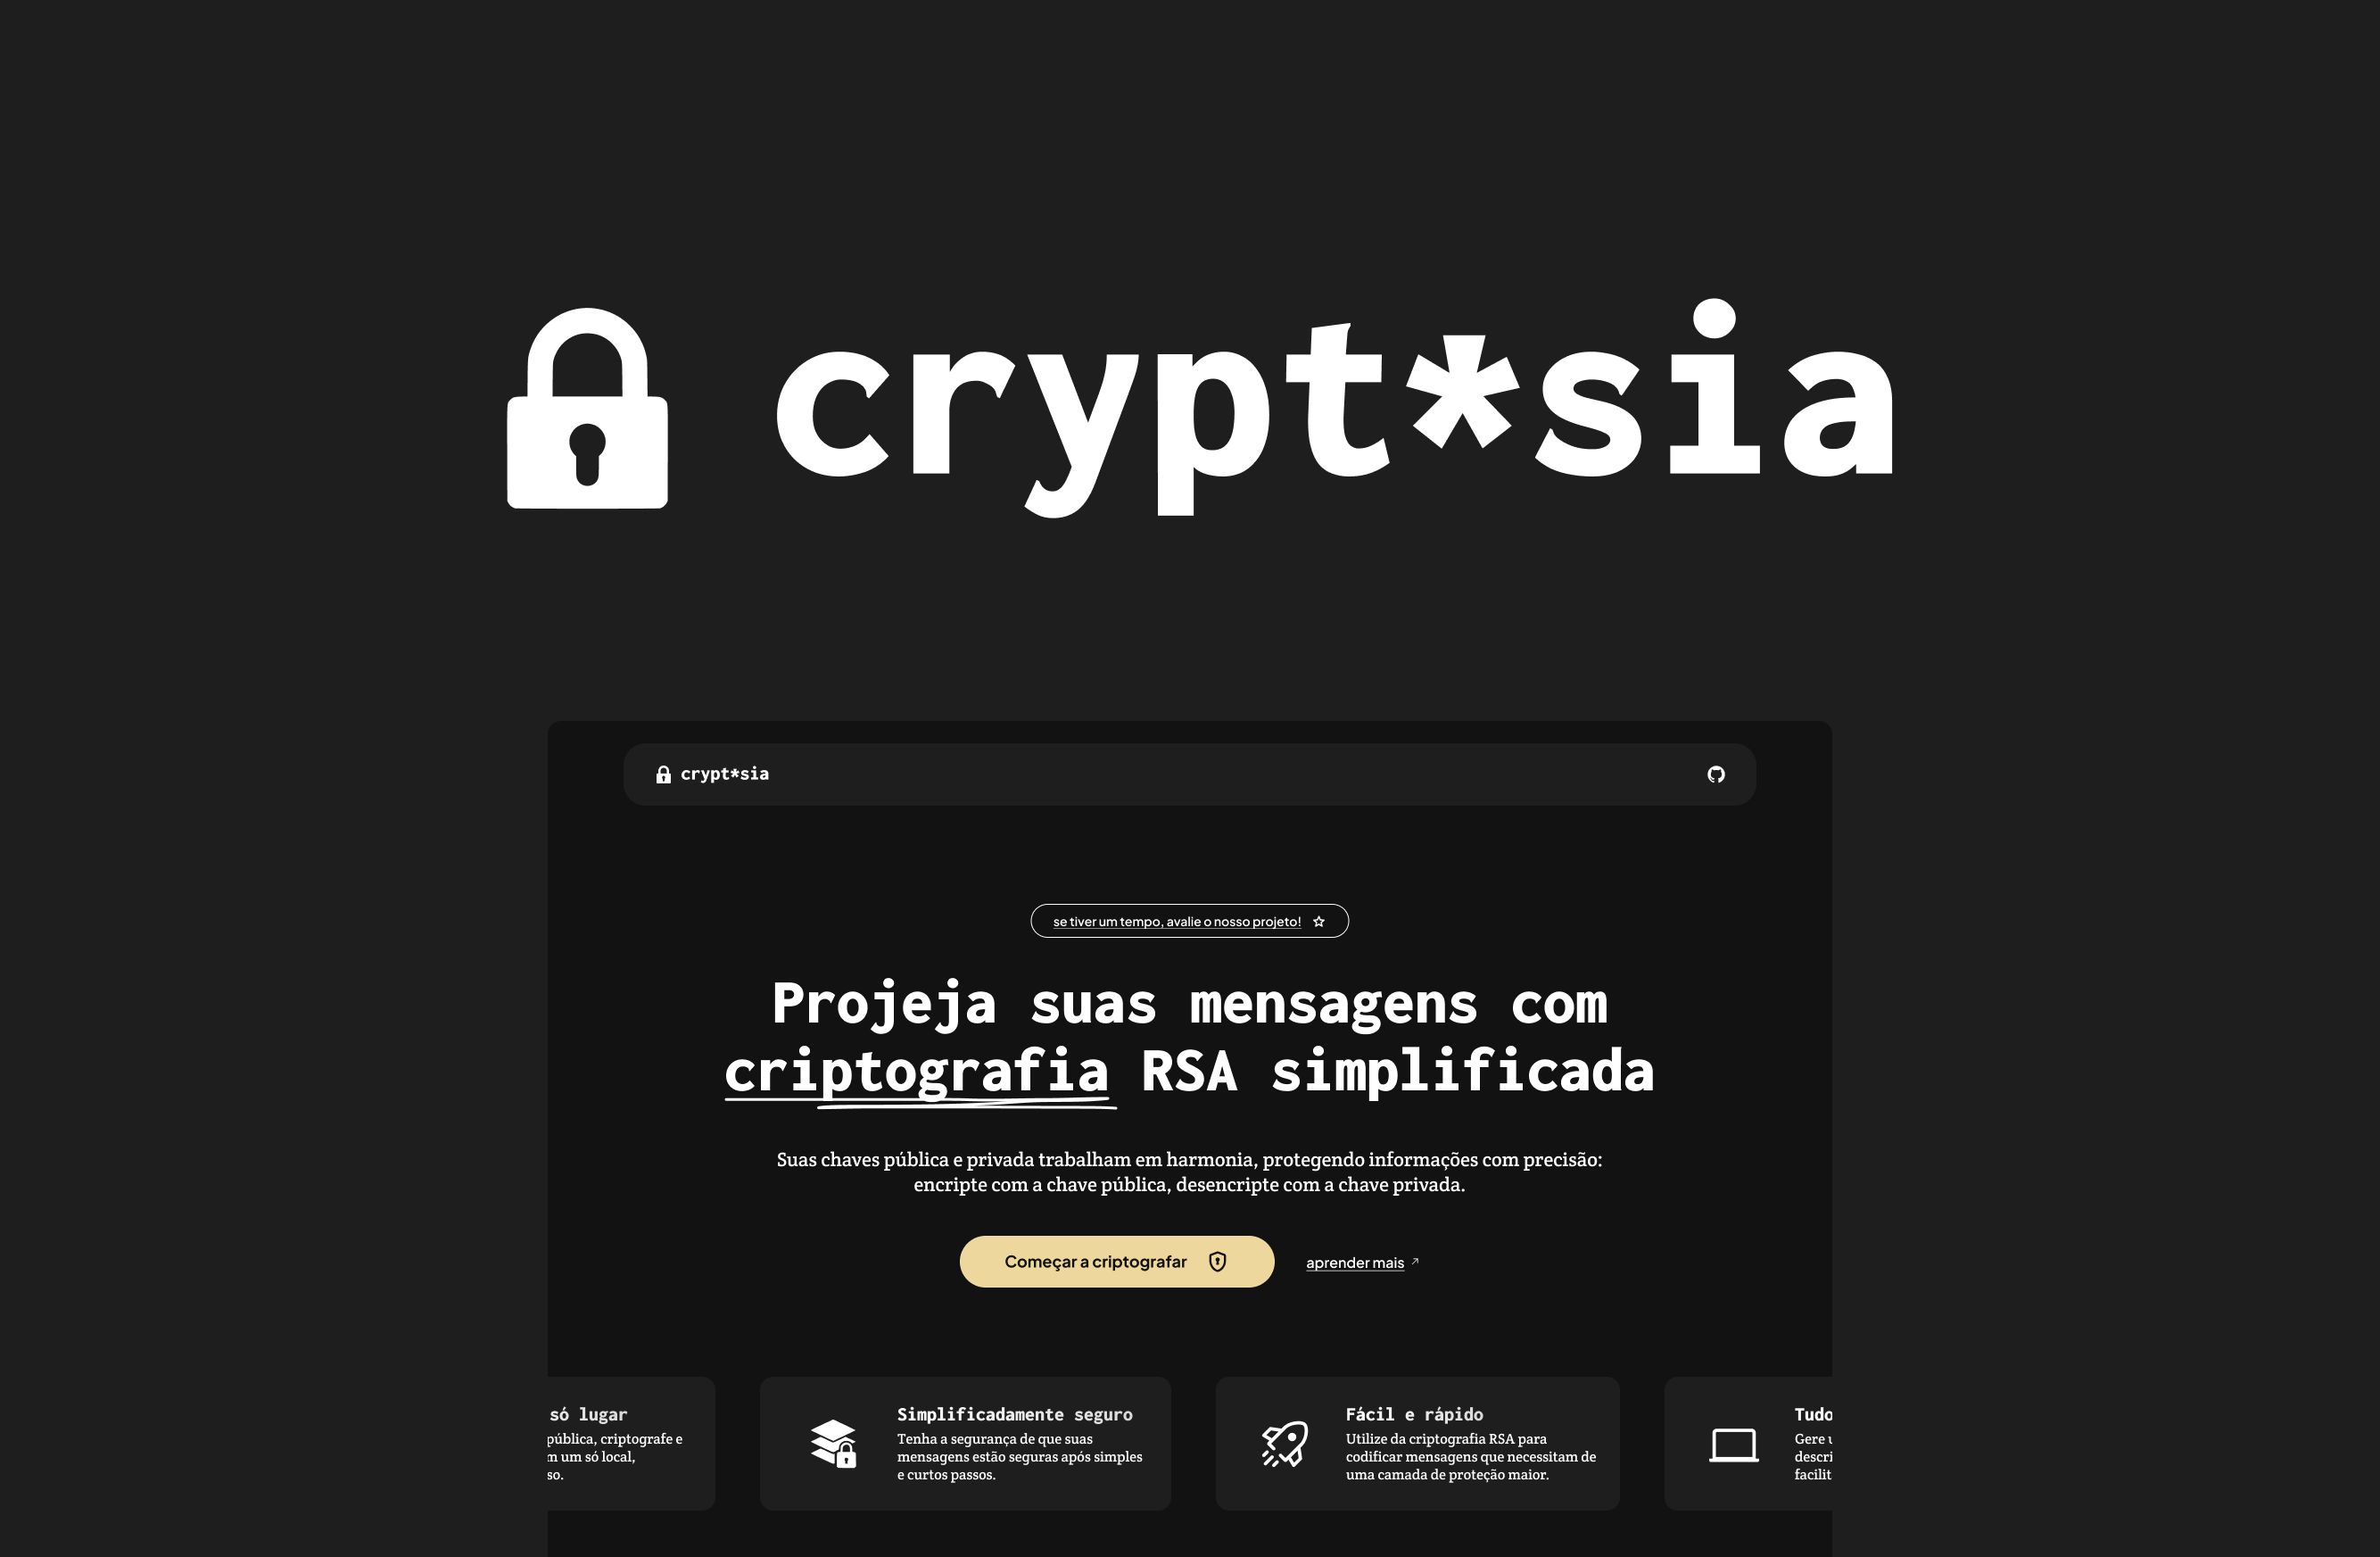 crypt*sia
crypt*sia
se tiver um tempo, avalie o nosso projeto!
Projeja suas mensagens com
criptografia RSA simplificada
Suas chaves pública e privada trabalham em harmonia, protegendo informações com precisão:
encripte com a chave pública, desencripte com a chave privada.
Começar a criptografar
aprender mais
só lugar
pública, criptografe e
m um só local,
so.
Simplificadamente seguro
Tenha a segurança de que suas
mensagens estão seguras após simples
e curtos passos.
Fácil e rápido
Utilize da criptografia RSA para
codificar mensagens que necessitam de
uma camada de proteção maior.
Tudo
Gere
descri
facilit